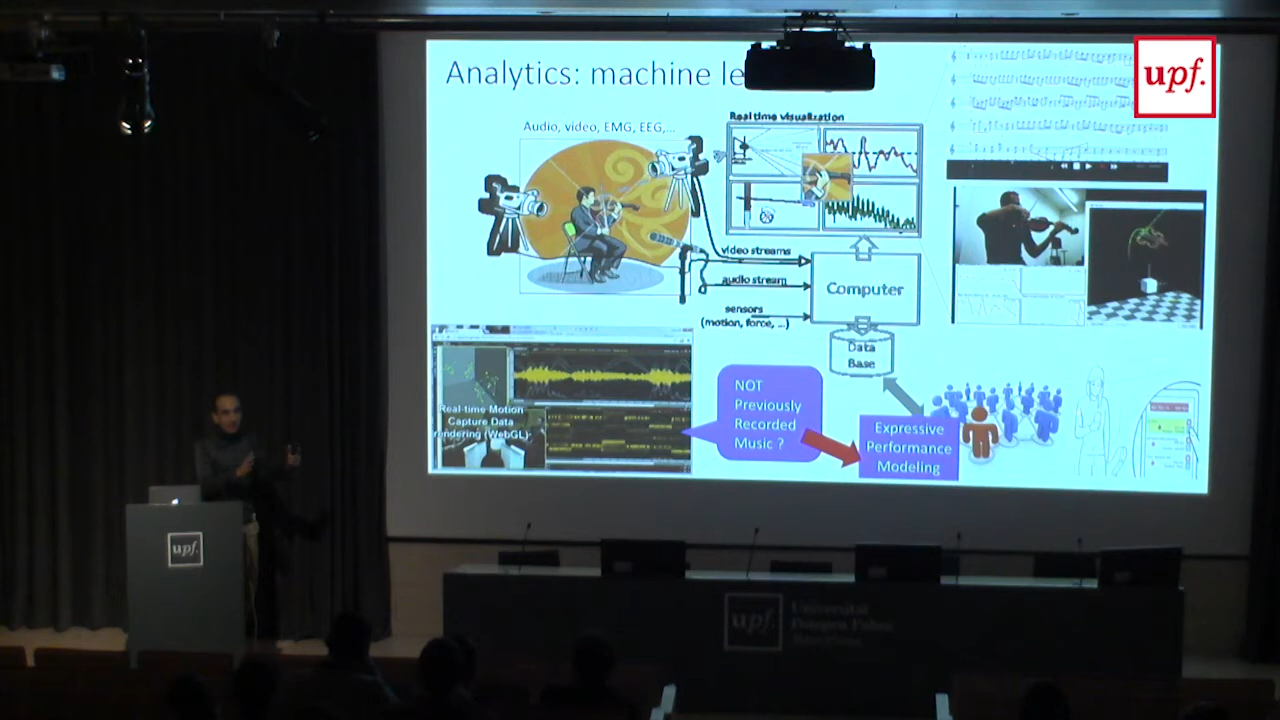 Analytics: machine le
upf.
Audio, video, EMG, EEG,...
Real time visualization
video streams
audio stream
sensors
(motion, force, ...)
Computer
Data
Base
Real-time Motion
Capture Data
rendering (WebGL)
NOT
Previously
Recorded
Music ?
Expressive
Performance
Modeling
upf.
upf.
Universitat
Pompeu Fabra
Barcelona